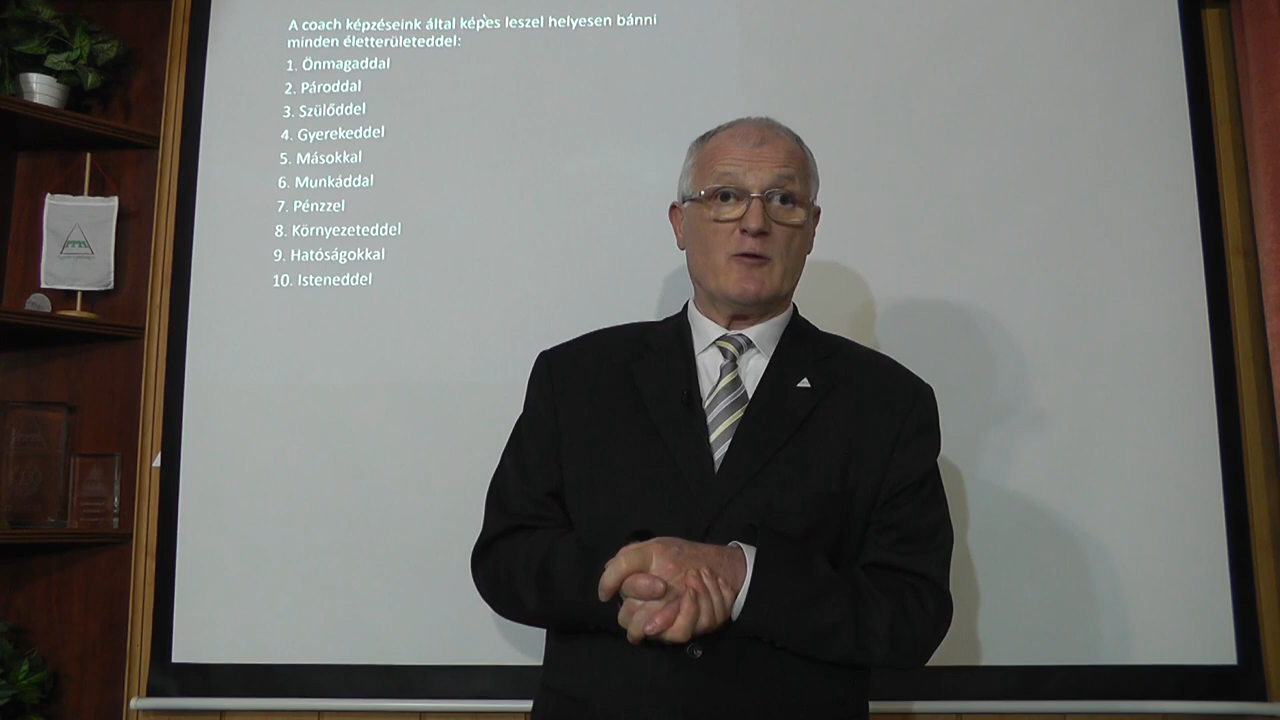 A coach képzéseink által képes leszel helyesen bánni
minden életterületeddel:
1. Önmagaddal
2. Pároddal
3. Szülőddel
4. Gyerekeddel
5. Másokkal
6. Munkáddal
7. Pénzzel
8. Környezeteddel
9. Hatóságokkal
10. Isteneddel